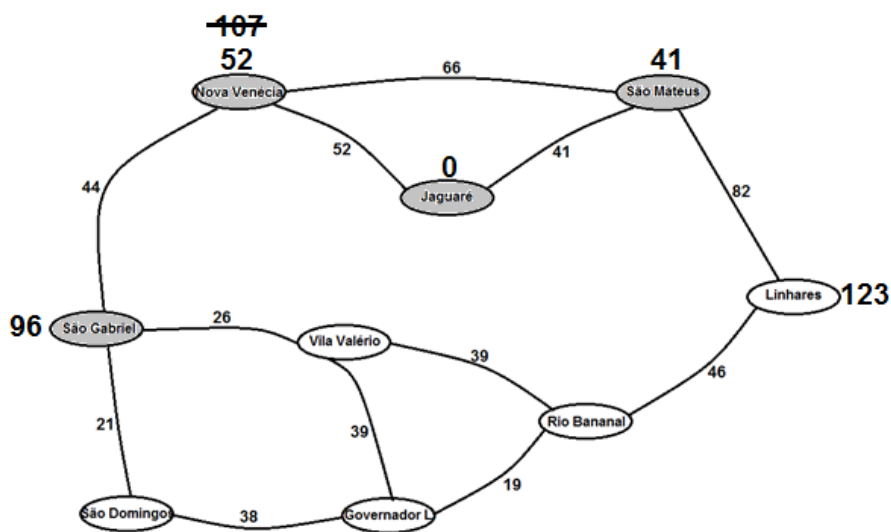 107
52
41
66
Nova Venécia
São Mateus
52
41
0
Jaguaré
44
82
Linhares
123
96
São Gabriel
26
Vila Valério
39
46
21
39
Rio Bananal
19
São Domingos
38
Governador L